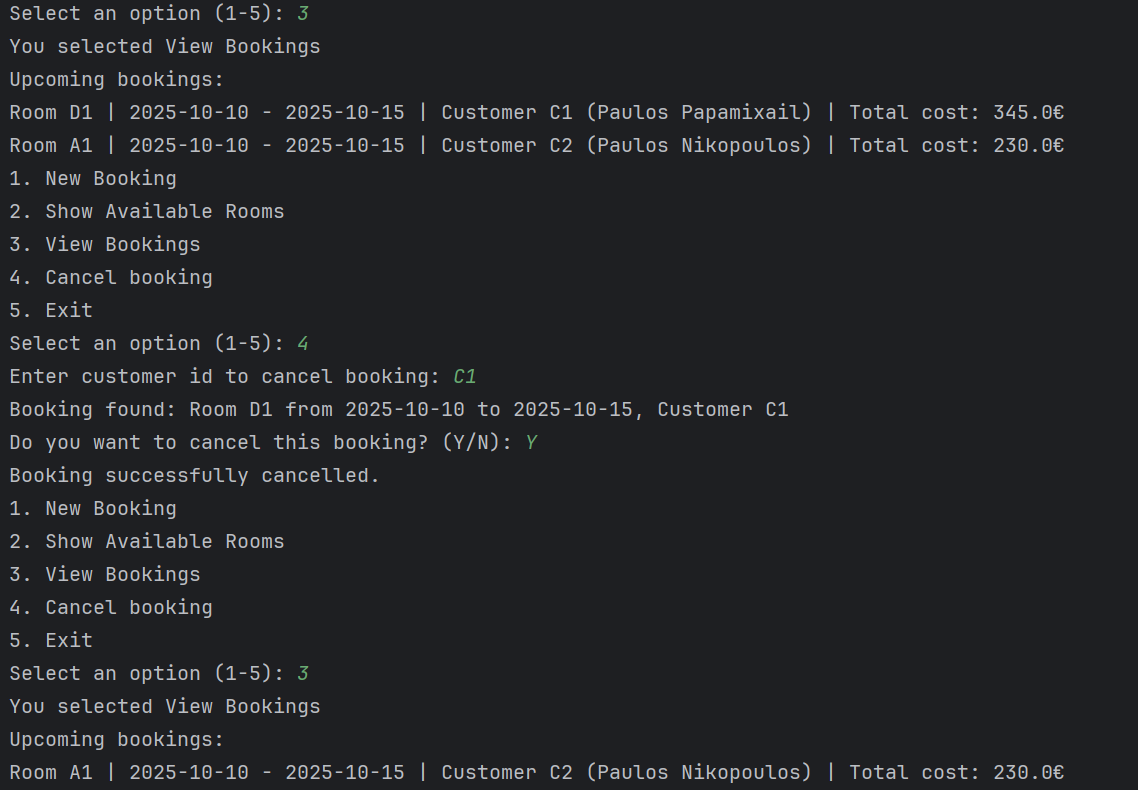 Select an option (1-5): 3
You selected View Bookings
Upcoming bookings:
Room D1 | 2025-10-10 - 2025-10-15 | Customer C1 (Paulos Papamixail) | Total cost: 345.0€
Room A1 | 2025-10-10 - 2025-10-15 | Customer C2 (Paulos Nikopoulos) | Total cost: 230.0€
1. New Booking
2. Show Available Rooms
3. View Bookings
4. Cancel booking
5. Exit
Select an option (1-5): 4
Enter customer id to cancel booking: C1
Booking found: Room D1 from 2025-10-10 to 2025-10-15, Customer C1
Do you want to cancel this booking? (Y/N): Y
Booking successfully cancelled.
1. New Booking
2. Show Available Rooms
3. View Bookings
4. Cancel booking
5. Exit
Select an option (1-5): 3
You selected View Bookings
Upcoming bookings:
Room A1 | 2025-10-10 - 2025-10-15 | Customer C2 (Paulos Nikopoulos) | Total cost: 230.0€